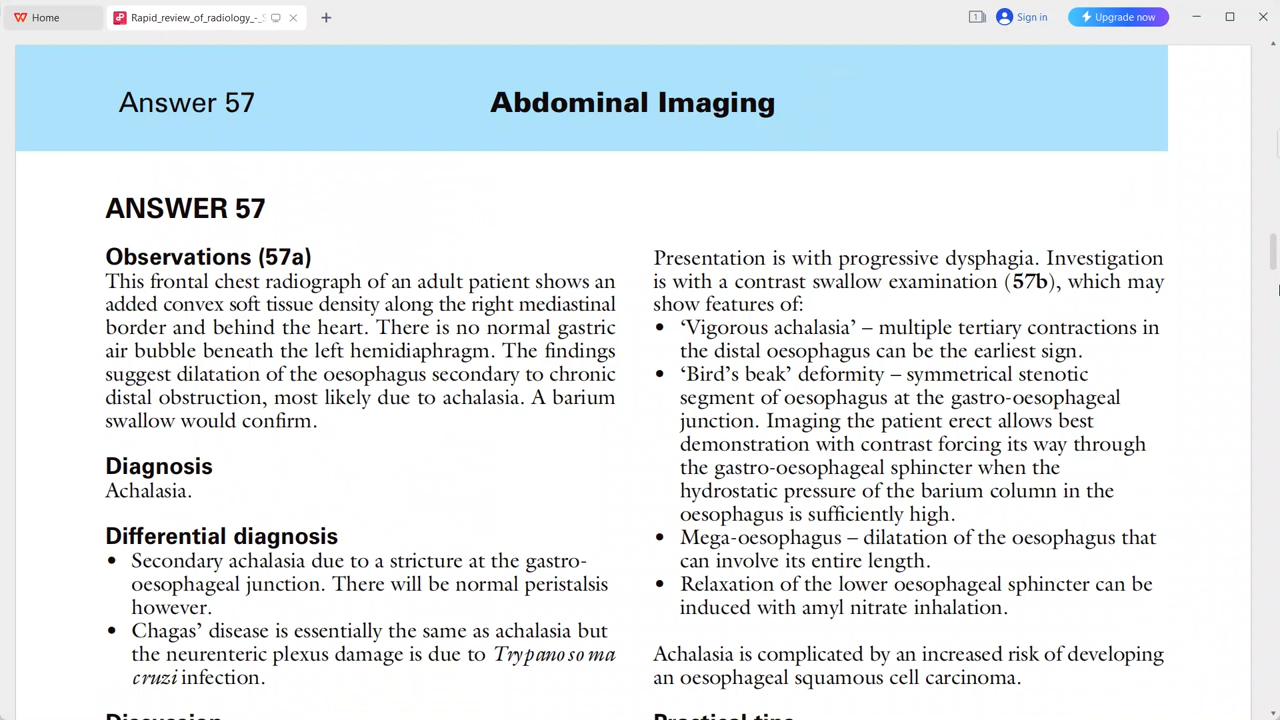 Home
Rapid_review_of_radiology_-_S
1
Sign in
Upgrade now
Answer 57
Abdominal Imaging
ANSWER 57
Observations (57a)
This frontal chest radiograph of an adult patient shows an
added convex soft tissue density along the right mediastinal
border and behind the heart. There is no normal gastric
air bubble beneath the left hemidiaphragm. The findings
suggest dilatation of the oesophagus secondary to chronic
distal obstruction, most likely due to achalasia. A barium
swallow would confirm.
Diagnosis
Achalasia.
Differential diagnosis
• Secondary achalasia due to a stricture at the gastro-
oesophageal junction. There will be normal peristalsis
however.
• Chagas’ disease is essentially the same as achalasia but
the neurenteric plexus damage is due to Trypanosoma
cruzi infection.
Discussion
Presentation is with progressive dysphagia. Investigation
is with a contrast swallow examination (57b), which may
show features of:
• ‘Vigorous achalasia’ – multiple tertiary contractions in
the distal oesophagus can be the earliest sign.
• ‘Bird’s beak’ deformity – symmetrical stenotic
segment of oesophagus at the gastro-oesophageal
junction. Imaging the patient erect allows best
demonstration with contrast forcing its way through
the gastro-oesophageal sphincter when the
hydrostatic pressure of the barium column in the
oesophagus is sufficiently high.
• Mega-oesophagus – dilatation of the oesophagus that
can involve its entire length.
• Relaxation of the lower oesophageal sphincter can be
induced with amyl nitrate inhalation.
Achalasia is complicated by an increased risk of developing
an oesophageal squamous cell carcinoma.
Practical tips